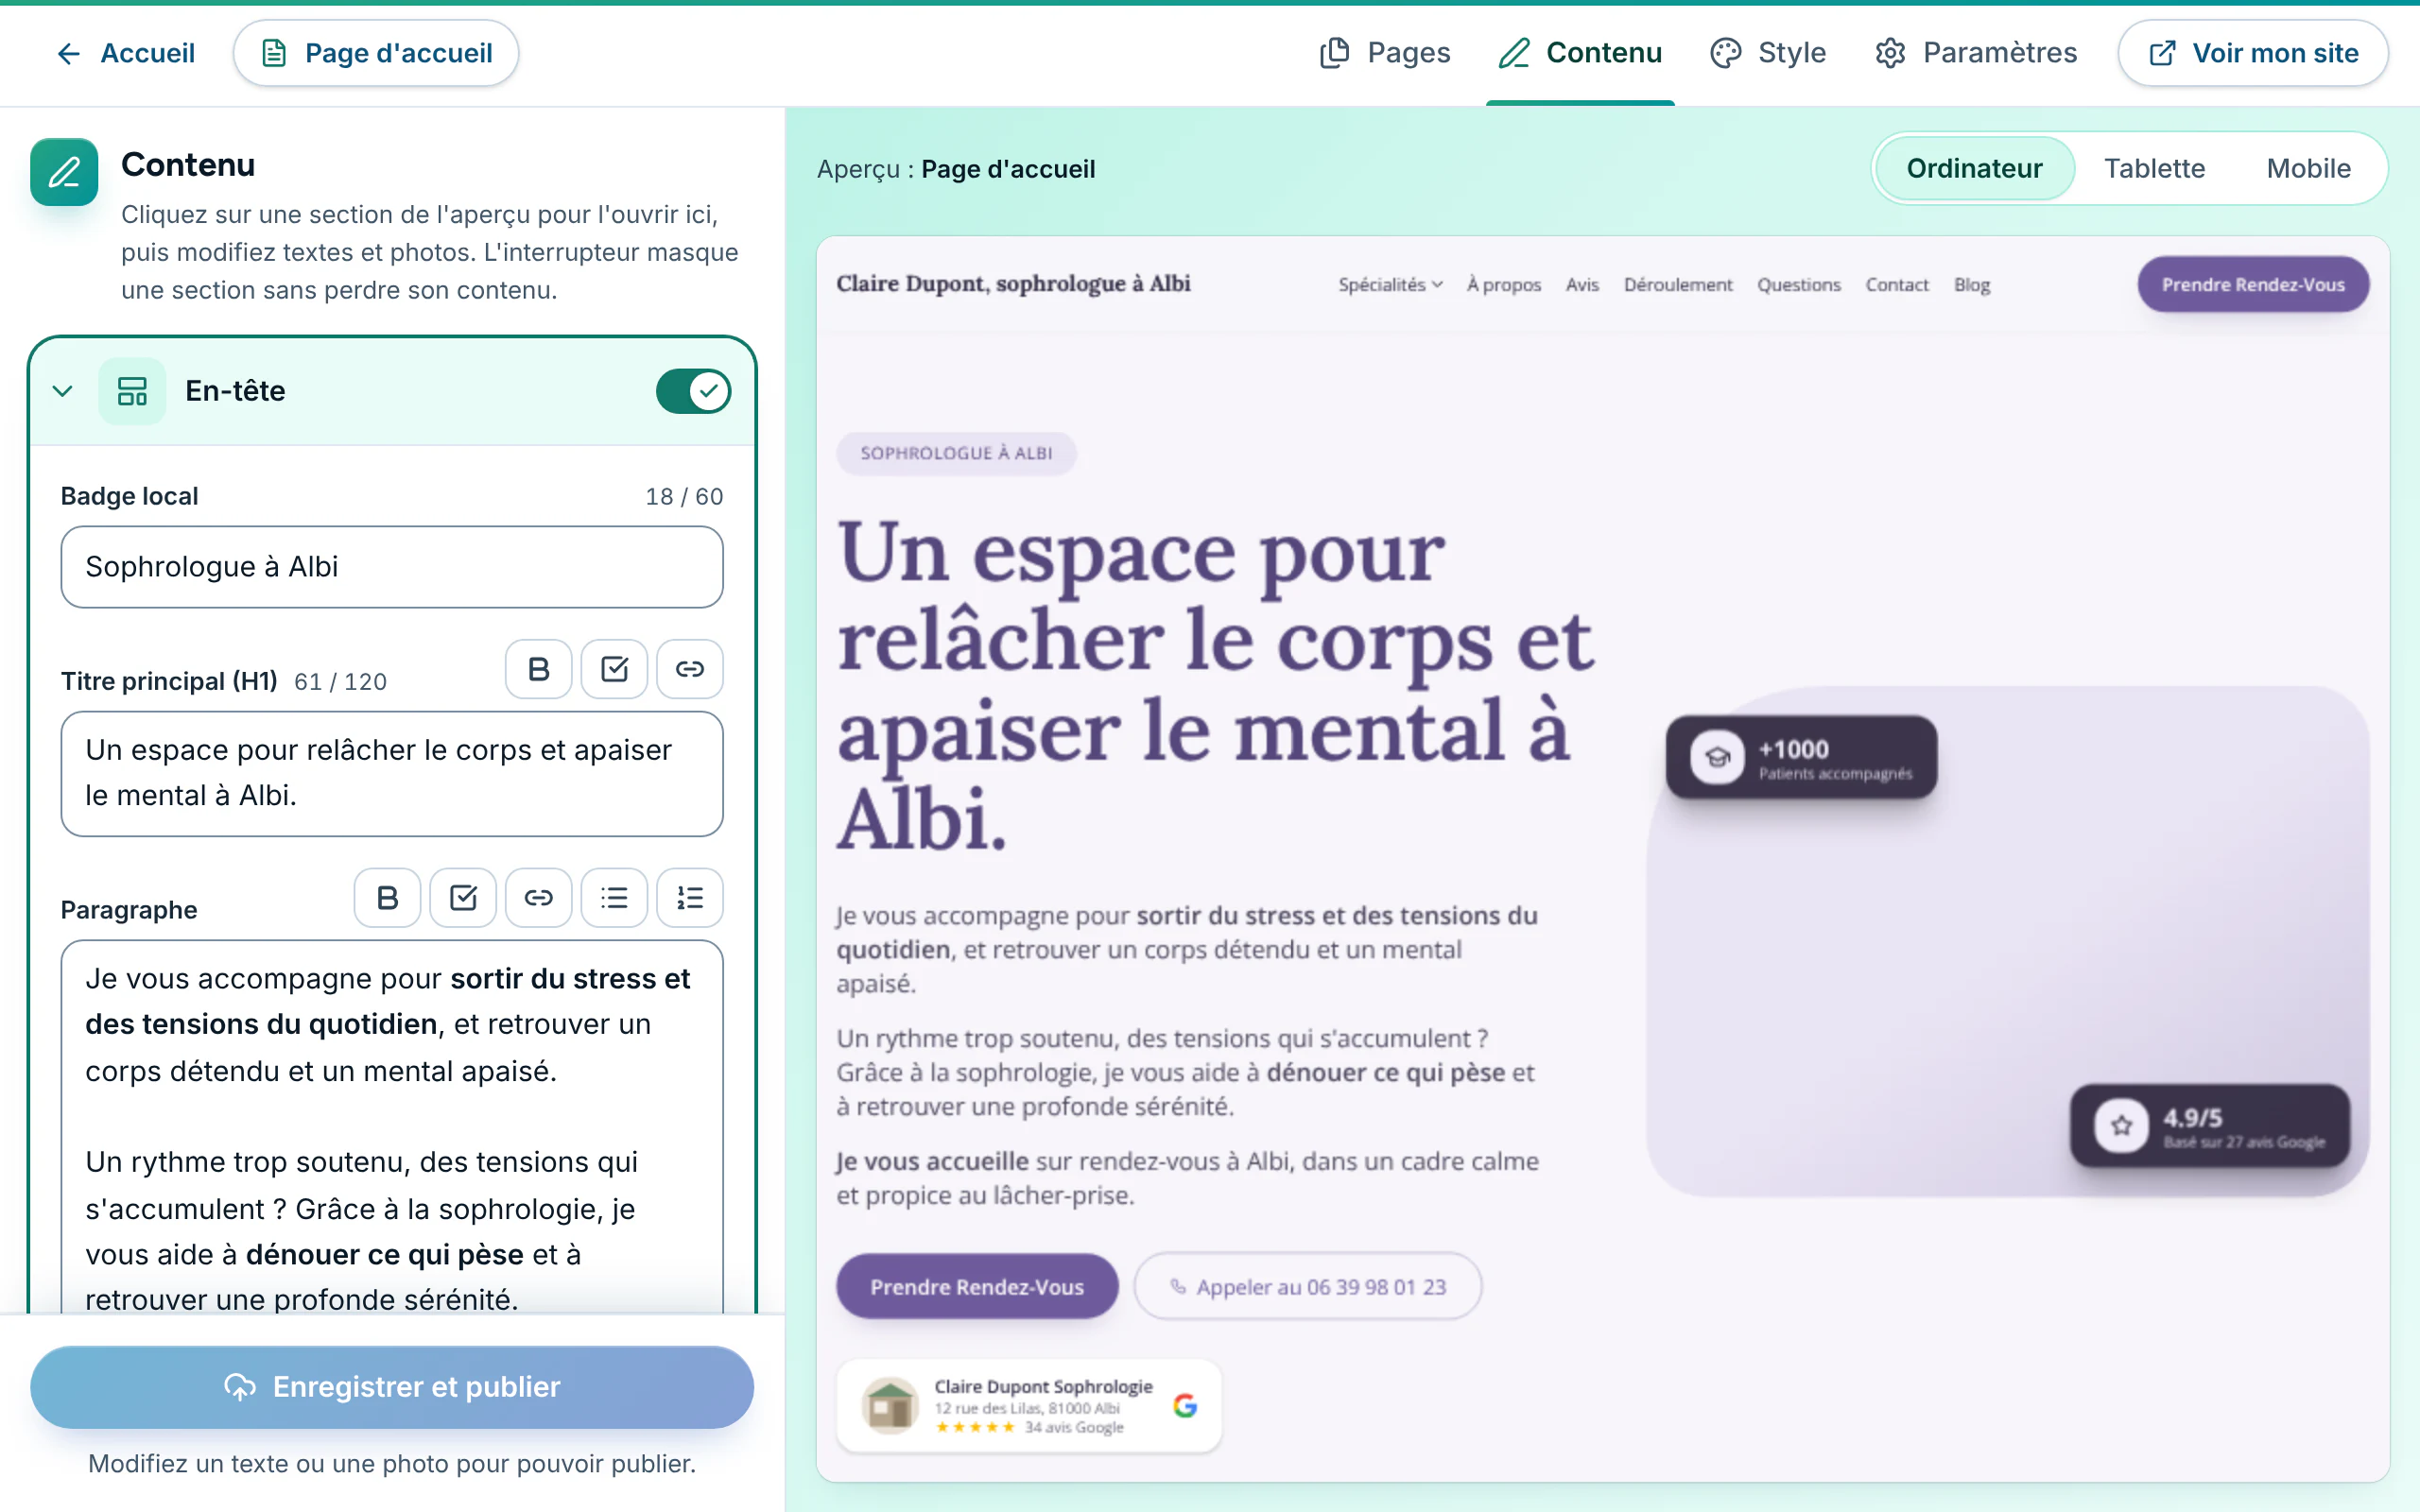 Accueil
Page d'accueil
Pages
Contenu
Style
Paramètres
Voir mon site
Contenu
Cliquez sur une section de l'aperçu pour l'ouvrir ici,
puis modifiez textes et photos. L'interrupteur masque
une section sans perdre son contenu.
En-tête
Badge local
18 / 60
Sophrologue à Albi
Titre principal (H1) 61 / 120
B
Un espace pour relâcher le corps et apaiser
le mental à Albi.
Paragraphe
B
Je vous accompagne pour sortir du stress et
des tensions du quotidien, et retrouver un
corps détendu et un mental apaisé.
Un rythme trop soutenu, des tensions qui
s'accumulent ? Grâce à la sophrologie, je
vous aide à dénouer ce qui pèse et à
retrouver une profonde sérénité.
Enregistrer et publier
Modifiez un texte ou une photo pour pouvoir publier.
Aperçu : Page d'accueil
Ordinateur
Tablette
Mobile
Claire Dupont, sophrologue à Albi
Spécialités
À propos
Avis
Déroulement
Questions
Contact
Blog
Prendre Rendez-Vous
SOPHROLOGUE À ALBI
Un espace pour
relâcher le corps et
apaiser le mental à
Albi.
Je vous accompagne pour sortir du stress et des tensions du
quotidien, et retrouver un corps détendu et un mental
apaisé.
Un rythme trop soutenu, des tensions qui s'accumulent ?
Grâce à la sophrologie, je vous aide à dénouer ce qui pèse et
à retrouver une profonde sérénité.
Je vous accueille sur rendez-vous à Albi, dans un cadre calme
et propice au lâcher-prise.
Prendre Rendez-Vous
Appeler au 06 39 98 01 23
Claire Dupont Sophrologie
12 rue des Lilas, 81000 Albi
34 avis Google
+1000
Patients accompagnés
4.9/5
Basé sur 27 avis Google